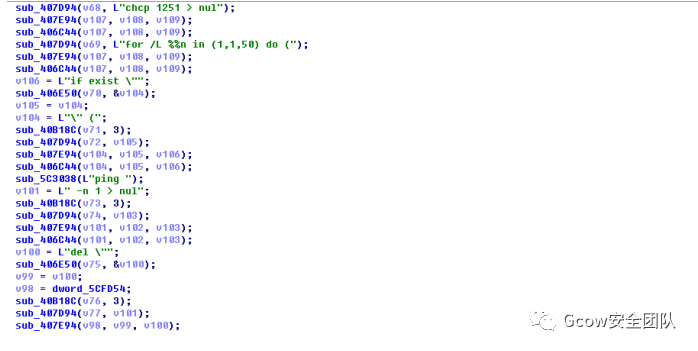 sub_407D94(v68, L"chcp 1251 > nul");
sub_407E94(v107, v108, v109);
sub_406C44(v107, v108, v109);
sub_407D94(v69, L"for /L %%n in (1,1,50) do (");
sub_407E94(v107, v108, v109);
sub_406C44(v107, v108, v109);
v106 = L"if exist \"";
sub_406E50(v70, &v104);
v105 = v104;
v104 = L"\" (";
sub_40B18C(v71, 3);
sub_407D94(v72, v105);
sub_407E94(v104, v105, v106);
sub_406C44(v104, v105, v106);
sub_5C3038(L"ping ");
v101 = L" -n 1 > nul";
sub_40B18C(v73, 3);
sub_407D94(v74, v103);
sub_407E94(v101, v102, v103);
sub_406C44(v101, v102, v103);
v100 = L"del \"";
sub_406E50(v75, &v100);
v99 = v100;
v98 = dword_5CFD54;
sub_40B18C(v76, 3);
sub_407D94(v77, v101);
sub_407E94(v98, v99, v100);
Gcow安全团队